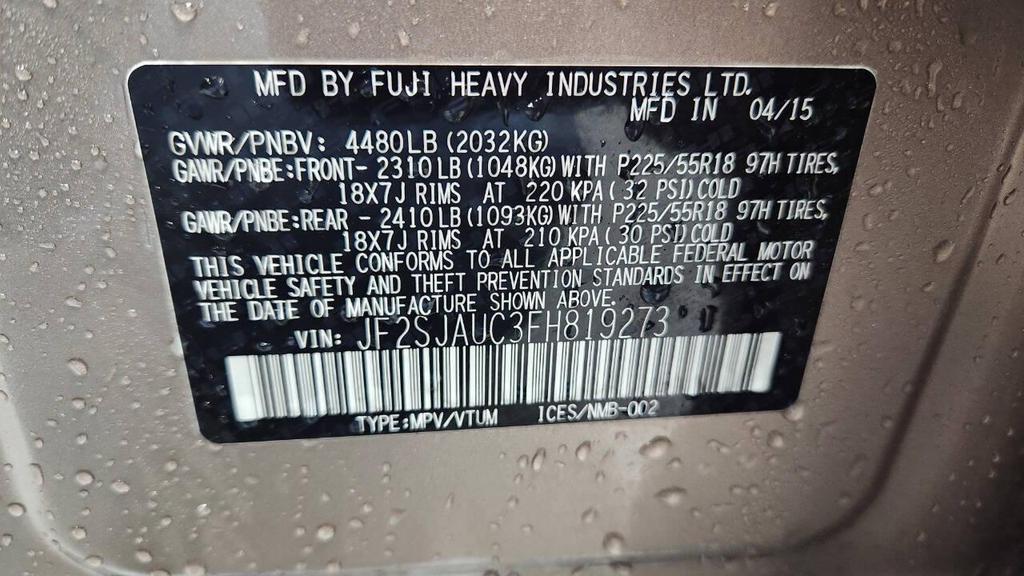 MFD BY FUJI HEAVY INDUSTRIES LTD.
MFD IN 04/15
GVWR/PNBV: 4480LB(2032KG)
GAWR/PNBE:FRONT- 2310LB(1048KG)WITH P225/55R18 97H TIRES,
18X7J RIMS AT 220 KPA( 32 PSI)COLD
GAWR/PNBE:REAR - 2410LB(1093KG)WITH P225/55R18 97H TIRES,
18X7J RIMS AT 210 KPA( 30 PSI)COLD
THIS VEHICLE CONFORMS TO ALL APPLICABLE FEDERAL MOTOR
VEHICLE SAFETY AND THEFT PREVENTION STANDARDS IN EFFECT ON
THE DATE OF MANUFACTURE SHOWN ABOVE.
VIN: JF2SJAUC3FH819273
TYPE:MPV/VTUM ICES/NMB-002